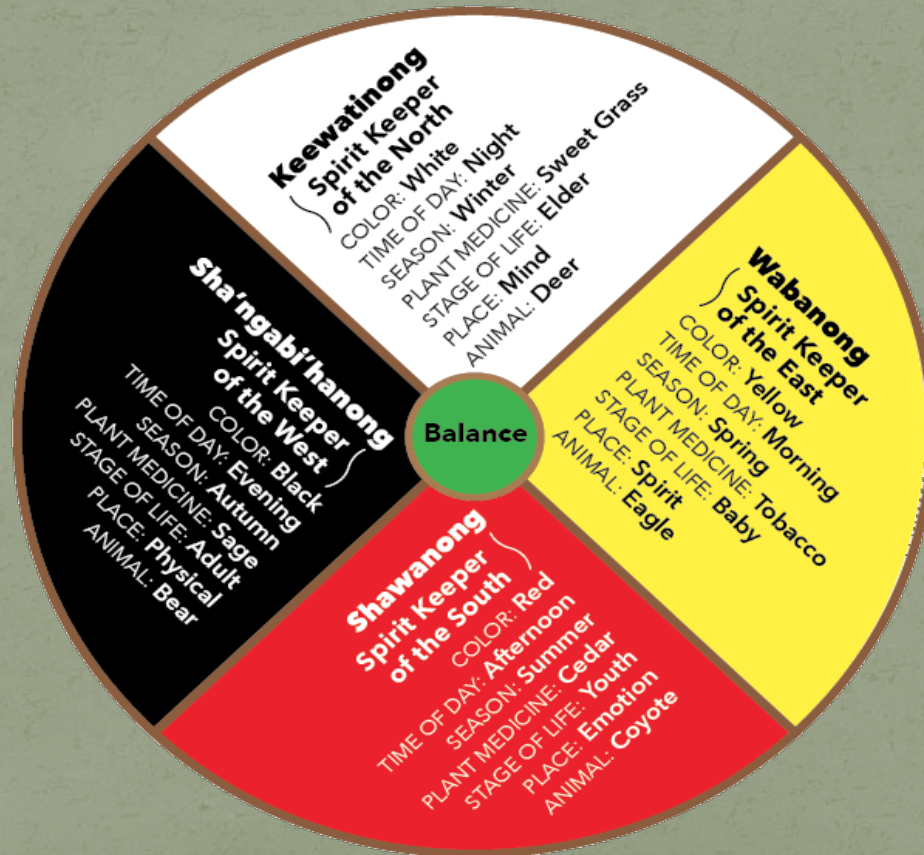 Keewatinong
Spirit Keeper
of the North
COLOR: White
TIME OF DAY: Night
SEASON: Winter
PLANT MEDICINE: Sweet Grass
STAGE OF LIFE: Elder
PLACE: Mind
ANIMAL: Deer
Wabanong
Spirit Keeper
of the East
COLOR: Yellow
TIME OF DAY: Morning
SEASON: Spring
PLANT MEDICINE: Tobacco
STAGE OF LIFE: Baby
PLACE: Spirit
ANIMAL: Eagle
Shawanong
Spirit Keeper
of the South
COLOR: Red
TIME OF DAY: Afternoon
SEASON: Summer
PLANT MEDICINE: Cedar
STAGE OF LIFE: Youth
PLACE: Emotion
ANIMAL: Coyote
Sha'ngabi'hanong
Spirit Keeper
of the West
COLOR: Black
TIME OF DAY: Evening
SEASON: Autumn
PLANT MEDICINE: Sage
STAGE OF LIFE: Adult
PLACE: Physical
ANIMAL: Bear
Balance